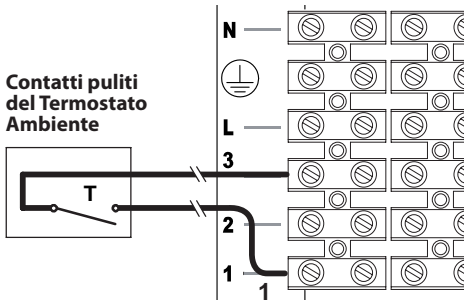 N
Contatti puliti
del Termostato
Ambiente
L
3
T
2
1
1